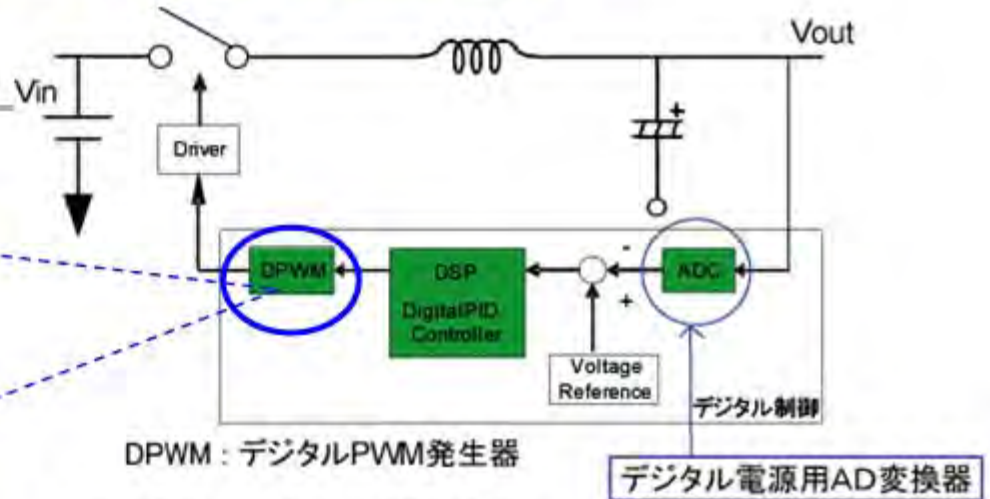 Vout
Vin
+
Driver
DPWM
DSP
DigitalPID
Controller
-
+
ADC
Voltage
Reference
デジタル制御
DPWM：デジタルPWM発生器
デジタル電源用AD変換器